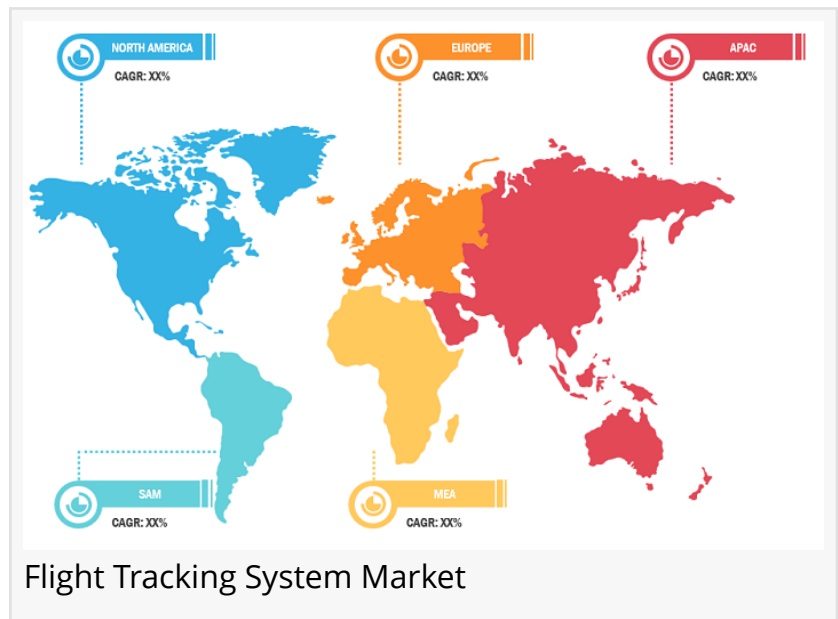 NORTH AMERICA
CAGR: XX%
EUROPE
CAGR: XX%
APAC
CAGR: XX%
SAM
CAGR: XX%
MEA
CAGR: XX%
Flight Tracking System Market